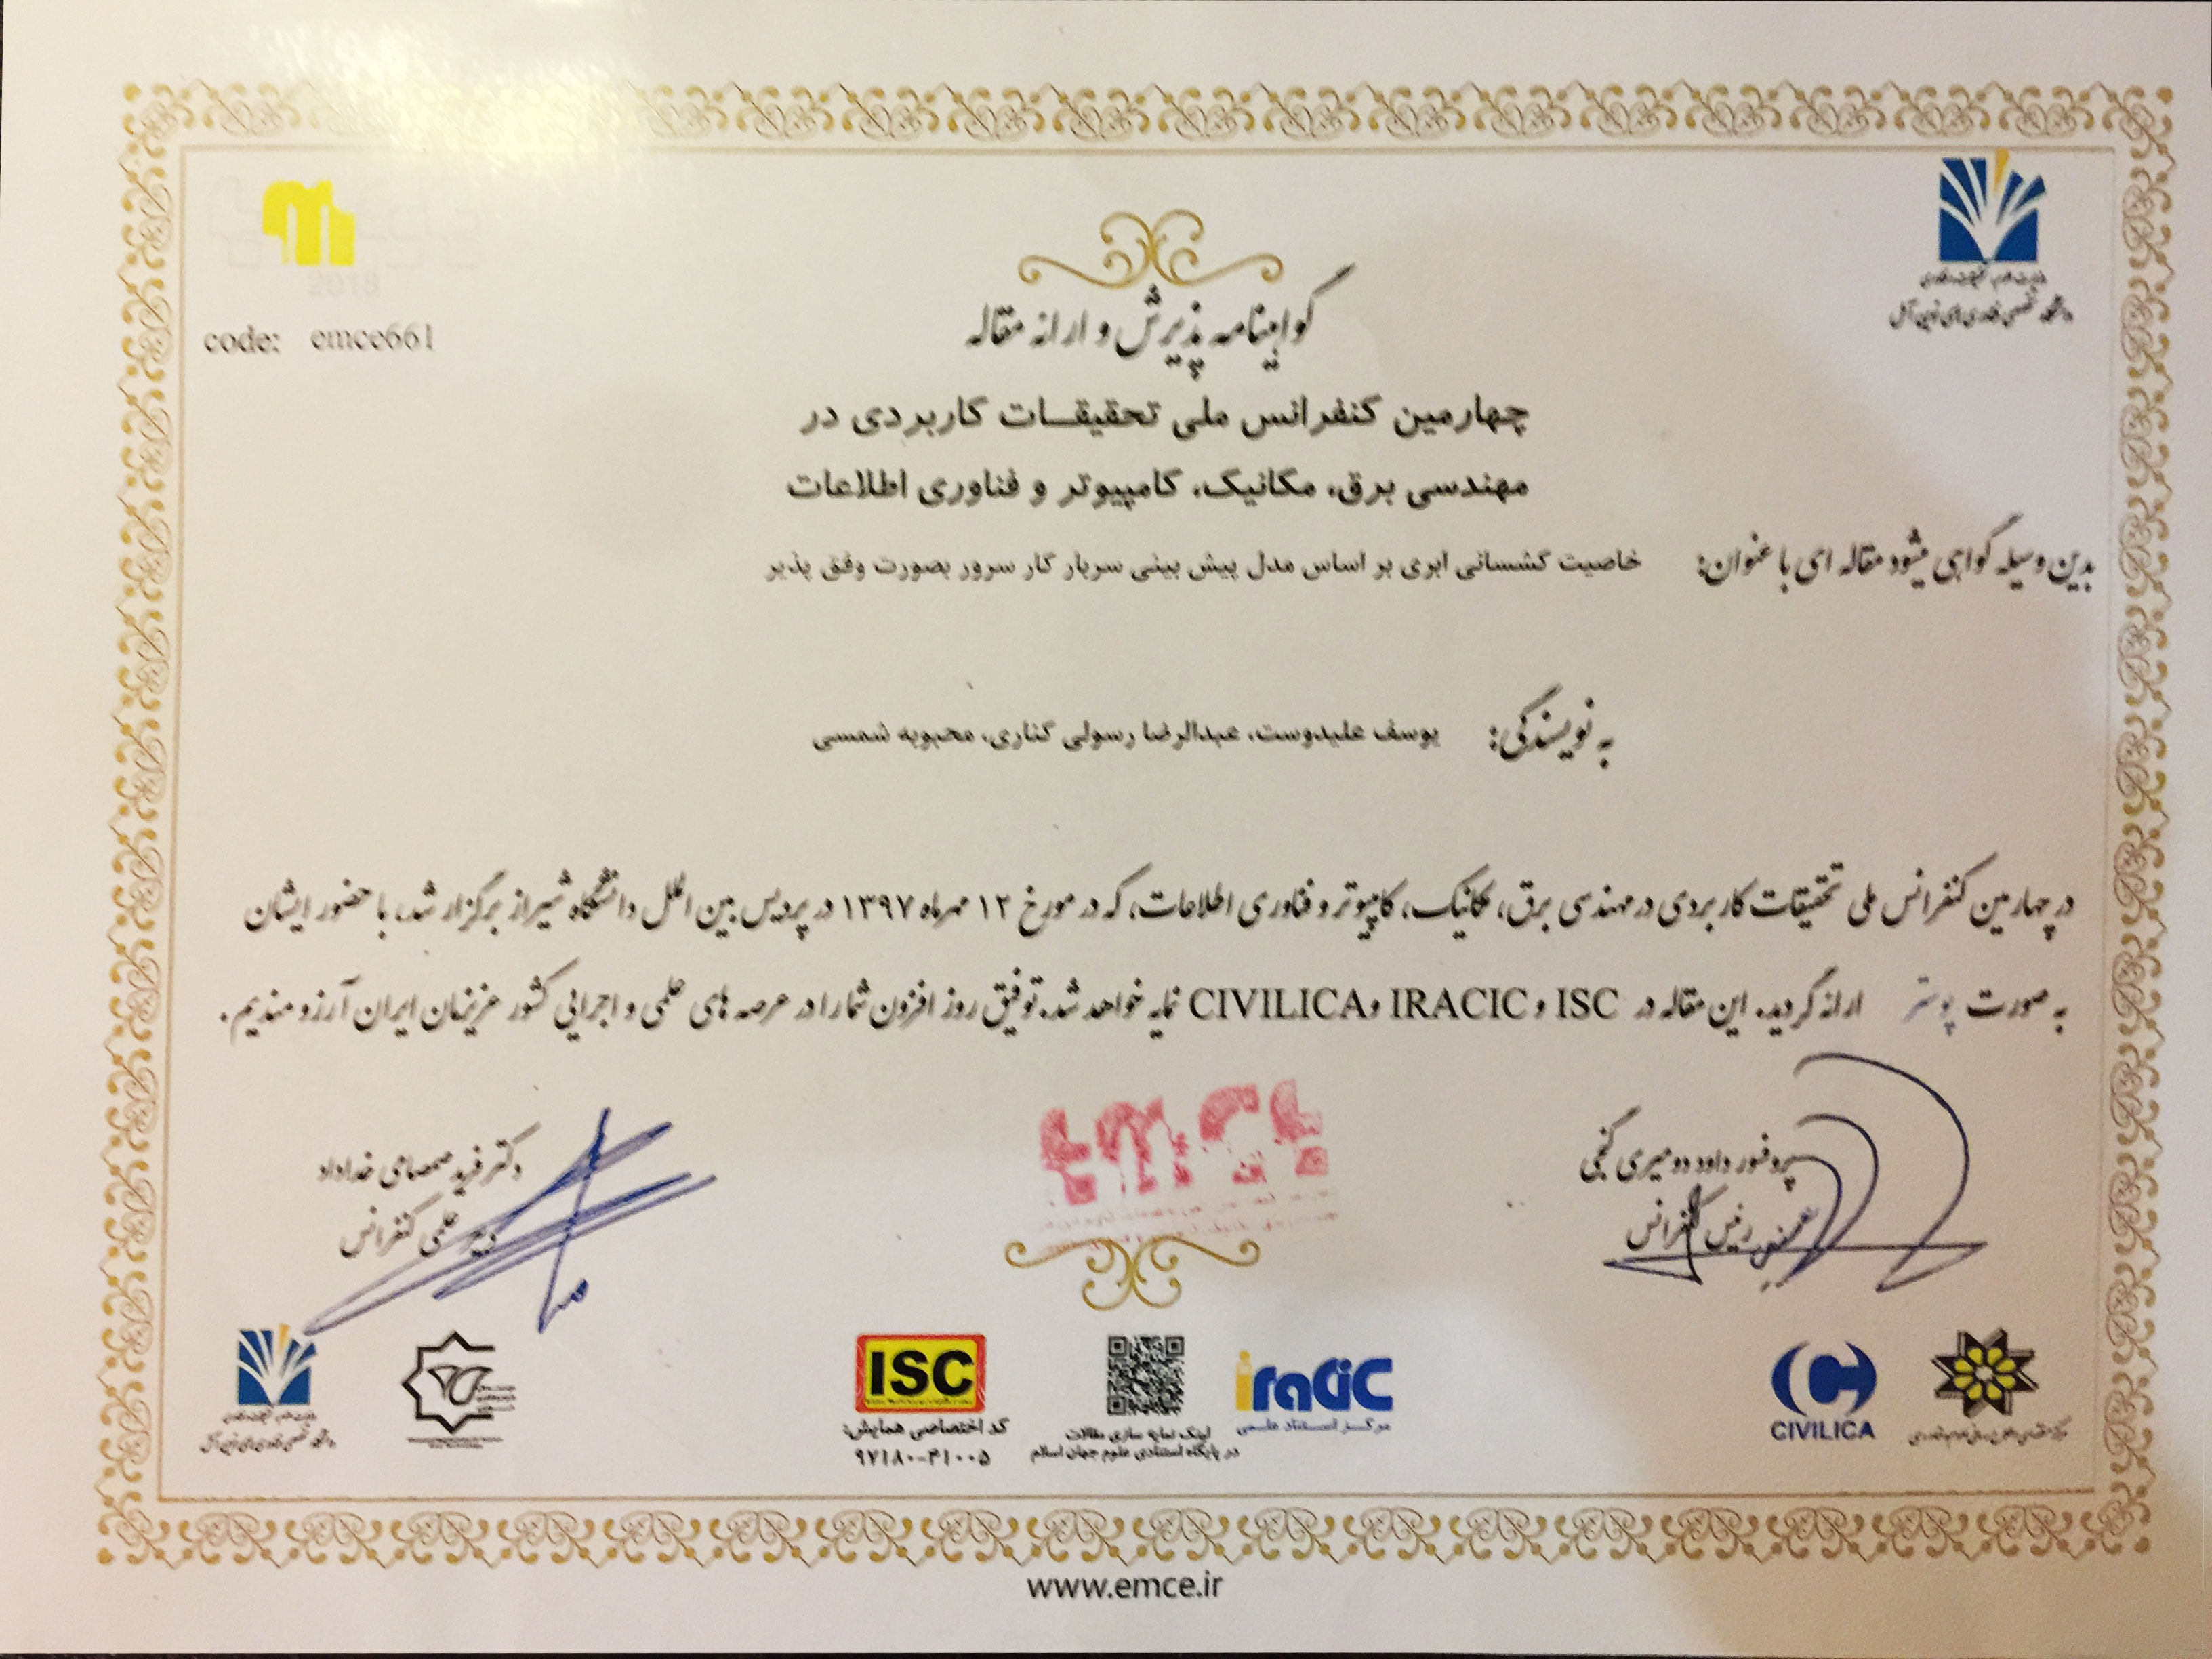 2018
code: emce661
گواهینامه پذیرش و ارائه مقاله
چهارمین کنفرانس ملی تحقیقات کاربردی در
مهندسی برق، مکانیک، کامپیوتر و فناوری اطلاعات
بدین وسیله گواهی میشود مقاله ای با عنوان: خاصیت کشسانی ابری بر اساس مدل پیش بینی سربار کار سرور بصورت وفق پذیر
به نویسندگی: یوسف علیدوست، عبدالرضا رسولی کناری، محبوبه شمسی
در چهارمین کنفرانس ملی تحقیقات کاربردی در مهندسی برق، مکانیک، کامپیوتر و فناوری اطلاعات، که در مورخ ۱۲ مهرماه ۱۳۹۷ در پردیس بین الملل دانشگاه شیراز برگزار شد، با حضور ایشان
به صورت پوستر ارائه گردید. این مقاله در ISC و IRACIC و CIVILICA نمایه خواهد شد. توفیق روز افزون شما را در عرصه های علمی و اجرایی کشور عزیزمان ایران آرزومندیم.
پروفسور داود دومیری گنجی
رئیس کنفرانس
دکتر فرید صمصامی خداداد
دبیر علمی کنفرانس
CIVILICA
iraCiC
مرکز استناد علمی
لینک نمایه سازی مقالات
در پایگاه استنادی علوم جهان اسلام
ISC
کد اختصاصی همایش:
۹۷۱۸۰-۴۱۰۰۵
www.emce.ir